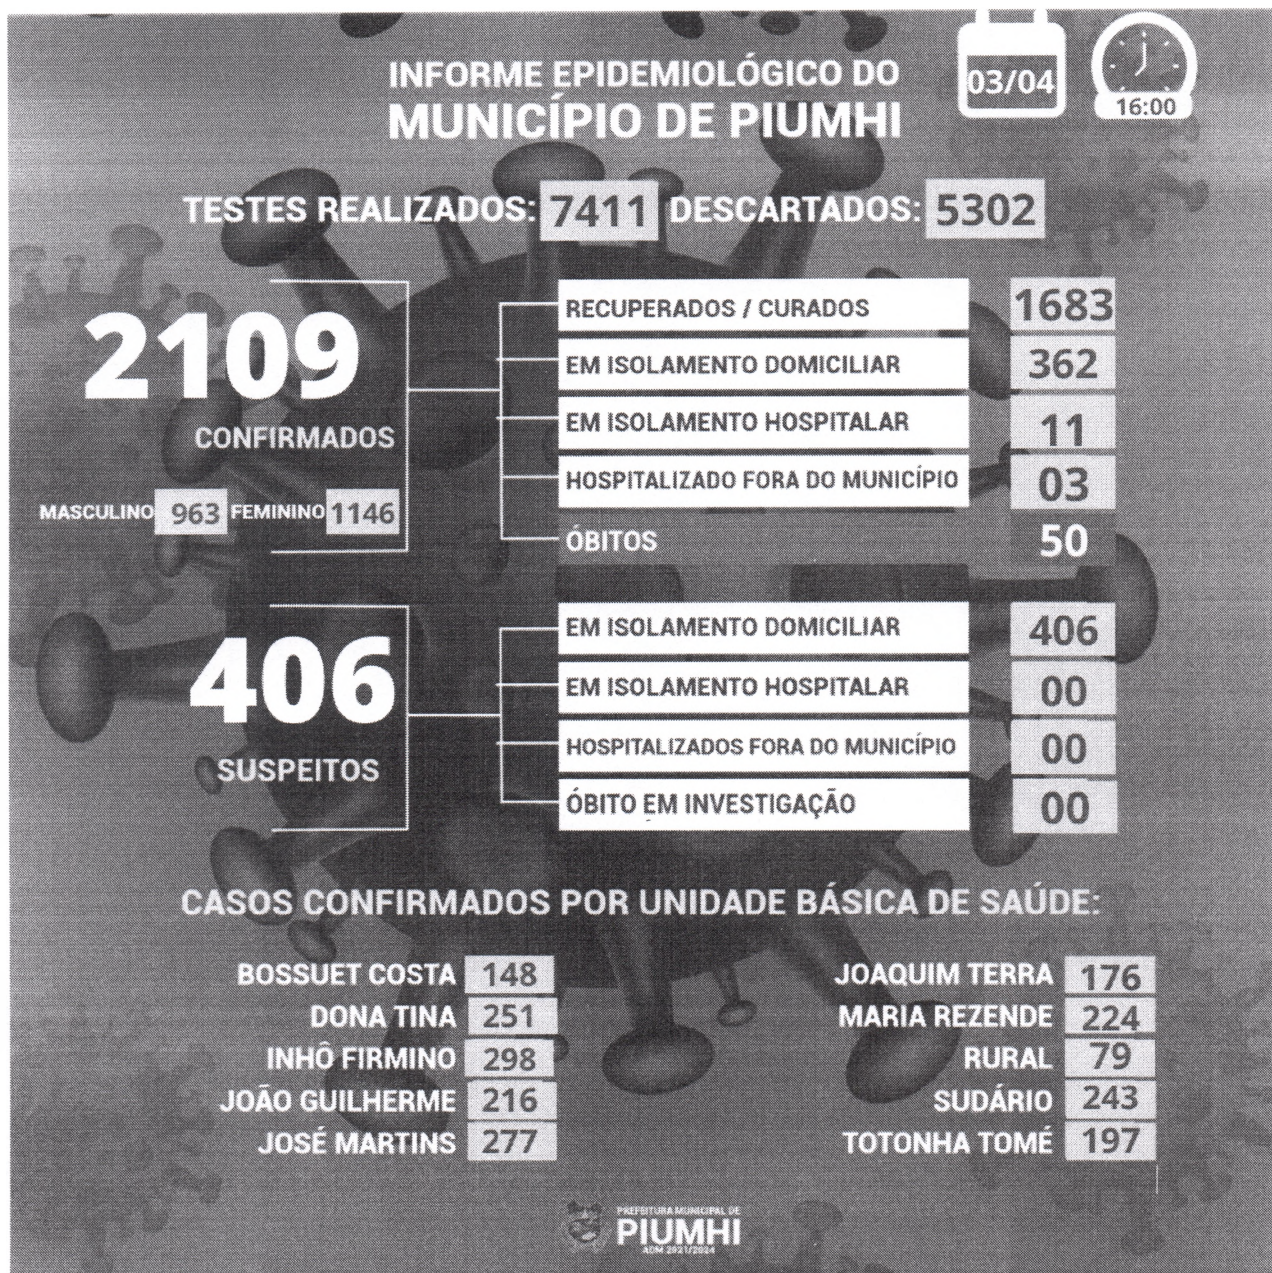 INFORME EPIDEMIOLÓGICO DO
MUNICÍPIO DE PIUMHI
03/04
16:00
TESTES REALIZADOS: 7411 DESCARTADOS: 5302
2109
CONFIRMADOS
MASCULINO 963 FEMININO 1146
RECUPERADOS / CURADOS 1683
EM ISOLAMENTO DOMICILIAR 362
EM ISOLAMENTO HOSPITALAR 11
HOSPITALIZADO FORA DO MUNICÍPIO 03
ÓBITOS 50
406
SUSPEITOS
EM ISOLAMENTO DOMICILIAR 406
EM ISOLAMENTO HOSPITALAR 00
HOSPITALIZADOS FORA DO MUNICÍPIO 00
ÓBITO EM INVESTIGAÇÃO 00
CASOS CONFIRMADOS POR UNIDADE BÁSICA DE SAÚDE:
BOSSUET COSTA 148
DONA TINA 251
INHÔ FIRMINO 298
JOÃO GUILHERME 216
JOSÉ MARTINS 277
JOAQUIM TERRA 176
MARIA REZENDE 224
RURAL 79
SUDÁRIO 243
TOTONHA TOMÉ 197
PREFEITURA MUNICIPAL DE
PIUMHI
ADM 2021/2024